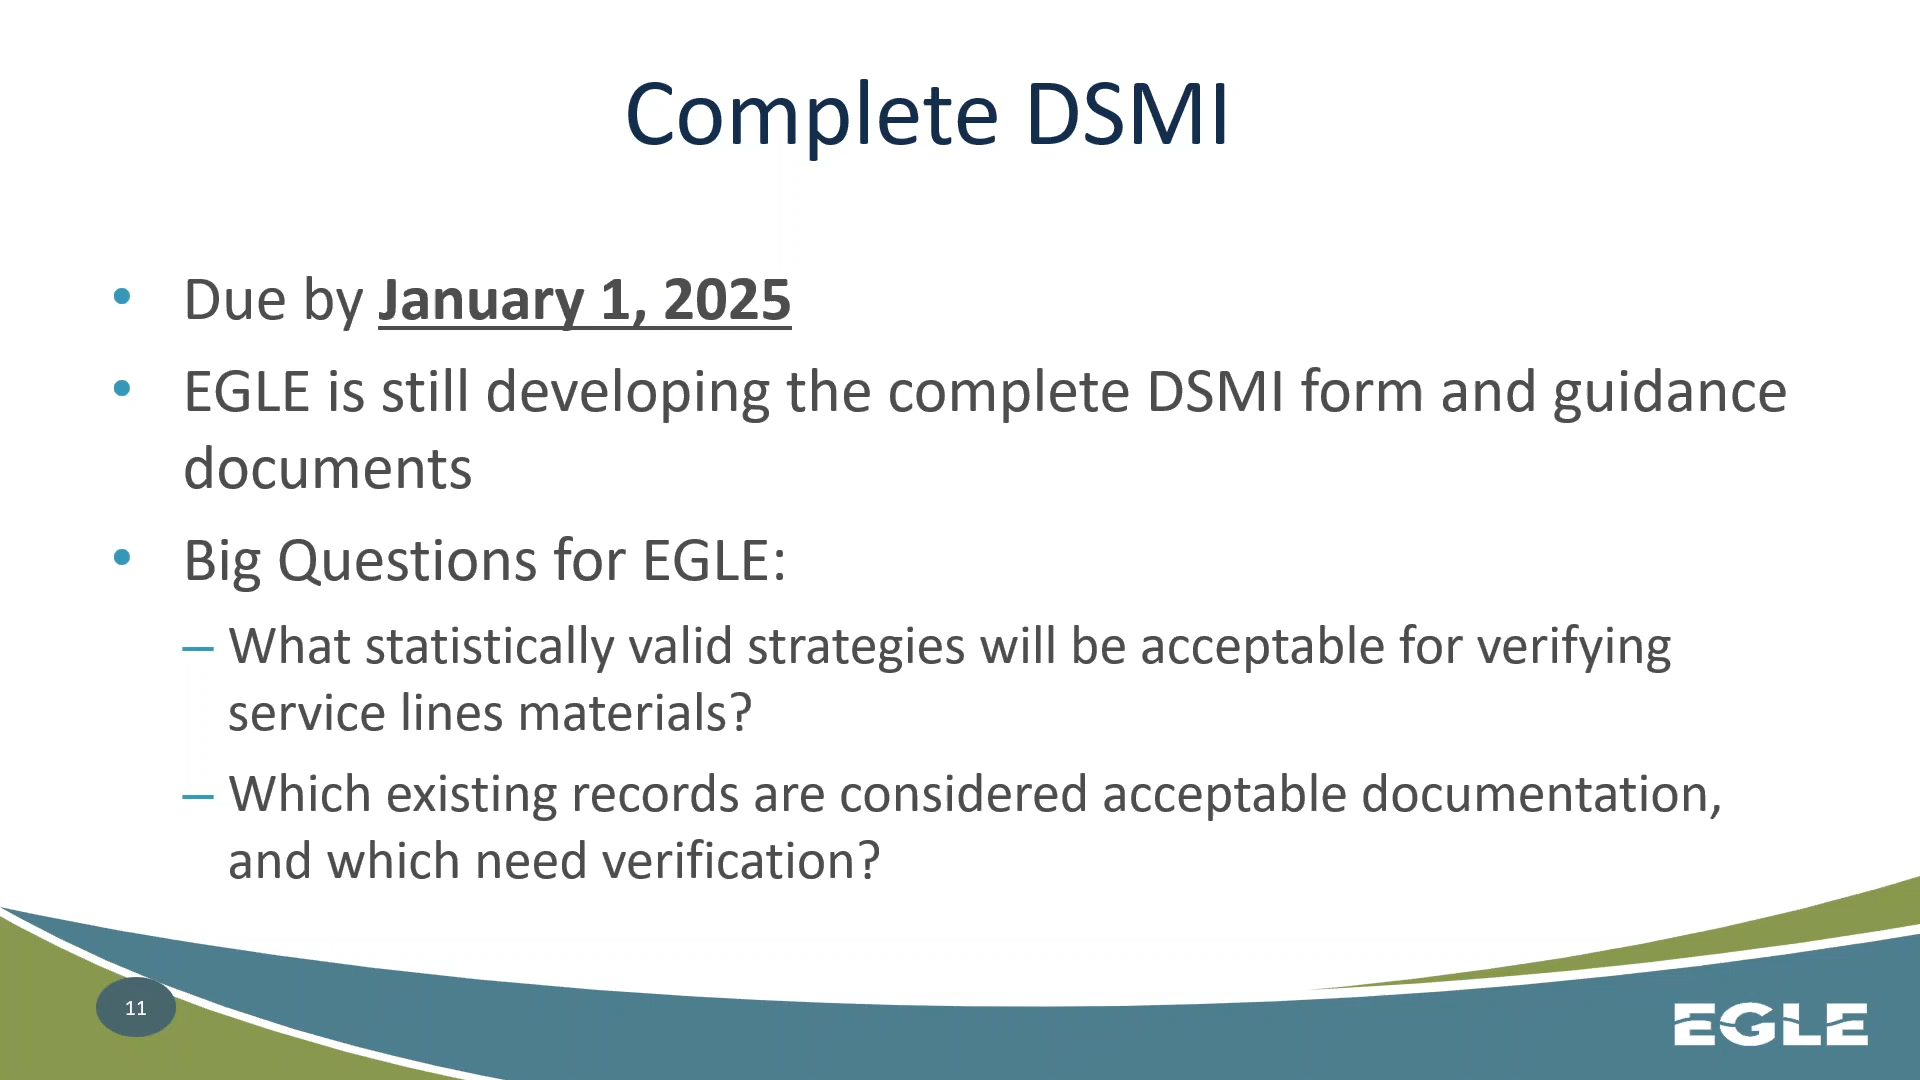 Complete DSMI
• Due by January 1, 2025
• EGLE is still developing the complete DSMI form and guidance
documents
• Big Questions for EGLE:
– What statistically valid strategies will be acceptable for verifying
service lines materials?
– Which existing records are considered acceptable documentation,
and which need verification?
11
EGLE